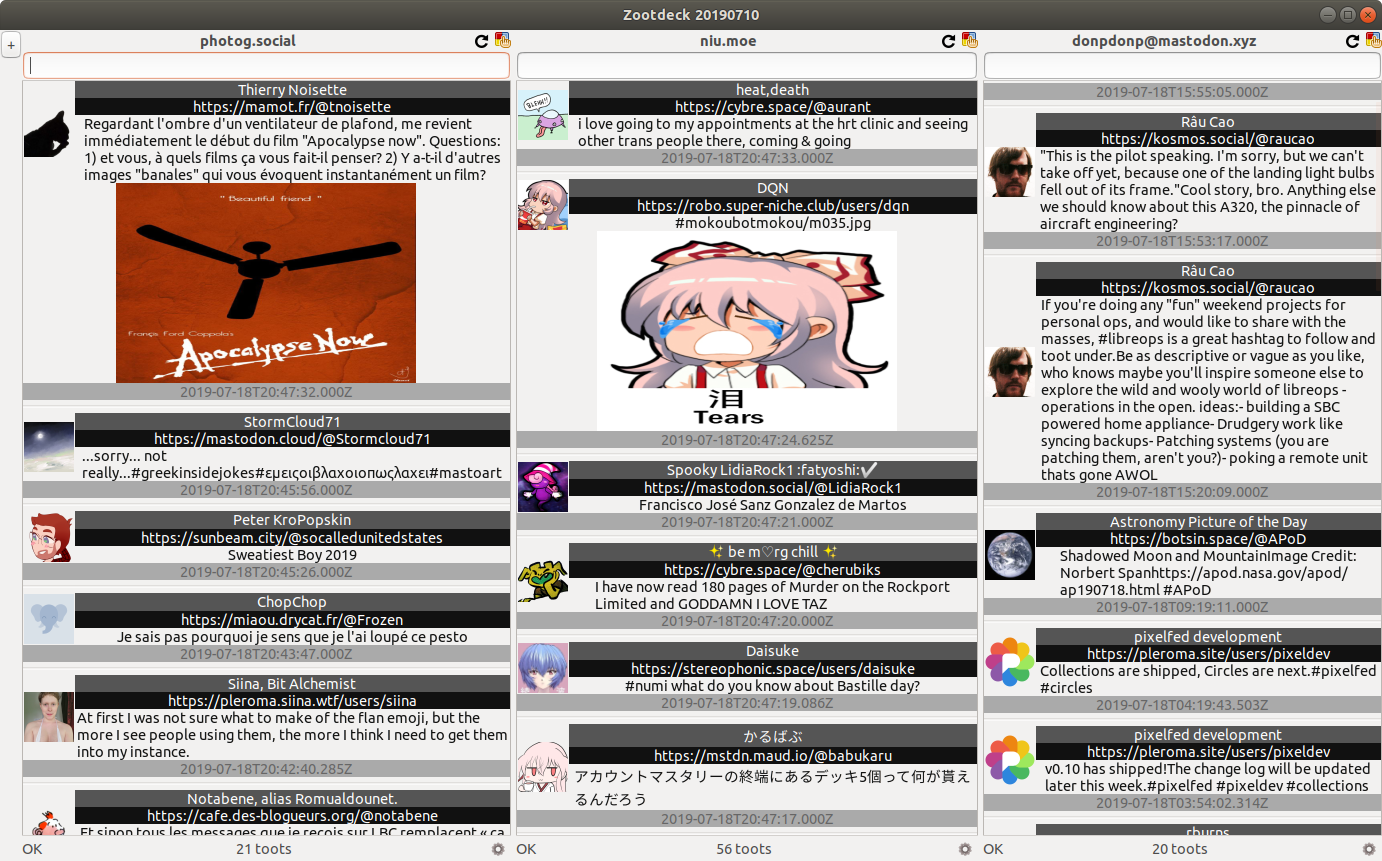 Zootdeck 20190710
+
photog.social
Thierry Noisette
https://mamot.fr/@tnoisette
Regardant l'ombre d'un ventilateur de plafond, me revient
immédiatement le début du film "Apocalypse now". Questions:
1) et vous, à quels films ça vous fait-il penser? 2) Y a-t-il d'autres
images "banales" qui vous évoquent instantanément un film?
" Beautiful friend "
Francis Ford Coppola's
Apocalypse Now
2019-07-18T20:47:32.000Z
StormCloud71
https://mastodon.cloud/@Stormcloud71
...sorry... not
really...#greekinsidejokes#εμειςοιβλαχοιοπωςλαχει#mastoart
2019-07-18T20:45:56.000Z
Peter KroPopskin
https://sunbeam.city/@socalledunitedstates
Sweatiest Boy 2019
2019-07-18T20:45:26.000Z
ChopChop
https://miaou.drycat.fr/@Frozen
Je sais pas pourquoi je sens que je l'ai loupé ce pesto
2019-07-18T20:43:47.000Z
Siina, Bit Alchemist
https://pleroma.siina.wtf/users/siina
At first I was not sure what to make of the flan emoji, but the
more I see people using them, the more I think I need to get them
into my instance.
2019-07-18T20:42:40.285Z
Notabene, alias Romualdounet.
https://cafe.des-blogueurs.org/@notabene
Et sinon tous les messages que je reçois sur LBC remplacent « ça
OK
21 toots
niu.moe
BLEHH!
heat,death
https://cybre.space/@aurant
i love going to my appointments at the hrt clinic and seeing
other trans people there, coming & going
2019-07-18T20:47:33.000Z
DQN
https://robo.super-niche.club/users/dqn
#mokoubotmokou/m035.jpg
泪
Tears
2019-07-18T20:47:24.625Z
Spooky LidiaRock1 :fatyoshi:✔
https://mastodon.social/@LidiaRock1
Francisco José Sanz Gonzalez de Martos
2019-07-18T20:47:21.000Z
✨ be m♡rg chill ✨
https://cybre.space/@cherubiks
I have now read 180 pages of Murder on the Rockport
Limited and GODDAMN I LOVE TAZ
2019-07-18T20:47:20.000Z
Daisuke
https://stereophonic.space/users/daisuke
#numi what do you know about Bastille day?
2019-07-18T20:47:19.086Z
かるばぶ
https://mstdn.maud.io/@babukaru
アカウントマスタリーの終端にあるデッキ5個って何が貰え
るんだろう
2019-07-18T20:47:17.000Z
OK
56 toots
donpdonp@mastodon.xyz
2019-07-18T15:55:05.000Z
Râu Cao
https://kosmos.social/@raucao
"This is the pilot speaking. I'm sorry, but we can't
take off yet, because one of the landing light bulbs
fell out of its frame."Cool story, bro. Anything else
we should know about this A320, the pinnacle of
aircraft engineering?
2019-07-18T15:53:17.000Z
Râu Cao
https://kosmos.social/@raucao
If you're doing any "fun" weekend projects for
personal ops, and would like to share with the
masses, #libreops is a great hashtag to follow and
toot under.Be as descriptive or vague as you like,
who knows maybe you'll inspire someone else to
explore the wild and wooly world of libreops -
operations in the open. ideas:- building a SBC
powered home appliance- Drudgery work like
syncing backups- Patching systems (you are
patching them, aren't you?)- poking a remote unit
thats gone AWOL
2019-07-18T15:20:09.000Z
Astronomy Picture of the Day
https://botsin.space/@APoD
Shadowed Moon and MountainImage Credit:
Norbert Spanhttps://apod.nasa.gov/apod/
ap190718.html #APoD
2019-07-18T09:19:11.000Z
pixelfed development
https://pleroma.site/users/pixeldev
Collections are shipped, Circles are next.#pixelfed
#circles
2019-07-18T04:19:43.503Z
pixelfed development
https://pleroma.site/users/pixeldev
v0.10 has shipped!The change log will be updated
later this week.#pixelfed #pixeldev #collections
2019-07-18T03:54:02.314Z
rburns
OK
20 toots